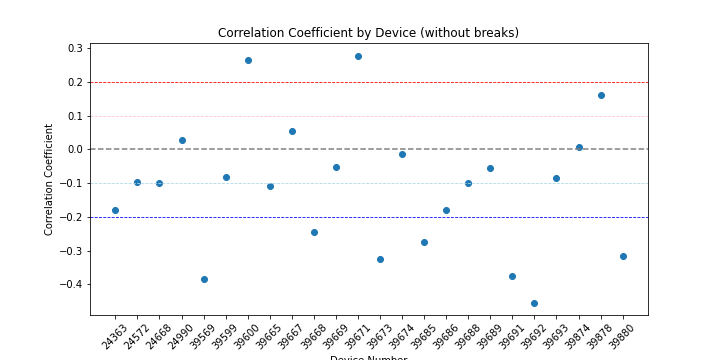 Correlation Coefficient by Device (without breaks)
Correlation Coefficient
0.3
0.2
0.1
0.0
−0.1
−0.2
−0.3
−0.4
24363 24572 24668 24990 39569 39599 39600 39665 39667 39668 39669 39671 39673 39674 39685 39686 39688 39689 39691 39692 39693 39874 39878 39880
Device Number